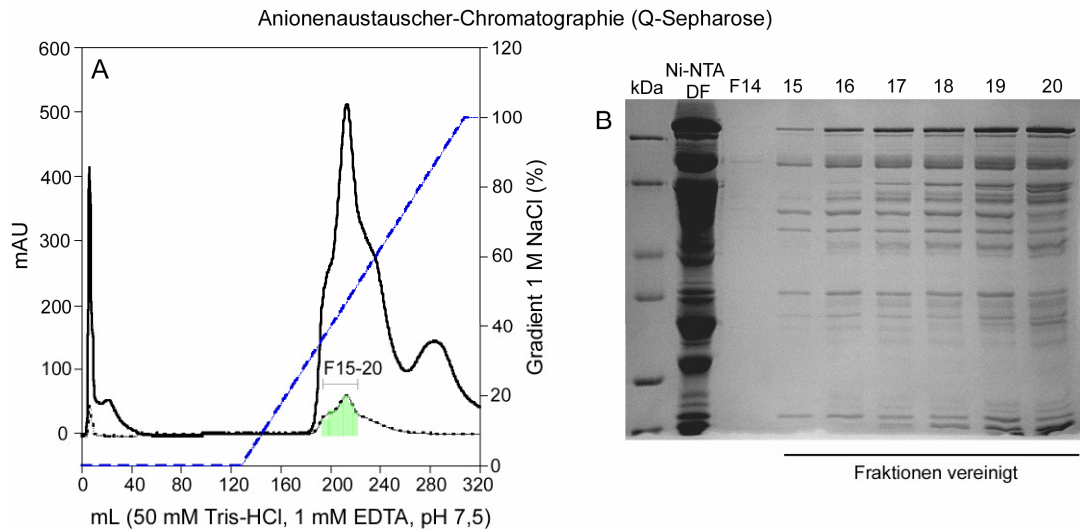 Anionenaustauscher-Chromatographie (Q-Sepharose)
A
600
500
400
300
200
100
0
mAU
120
100
80
60
40
20
0
Gradient 1 M NaCl (%)
F15-20
0 40 80 120 160 200 240 280 320
mL (50 mM Tris-HCl, 1 mM EDTA, pH 7,5)
B
Ni-NTA
kDa DF F14 15 16 17 18 19 20
Fraktionen vereinigt